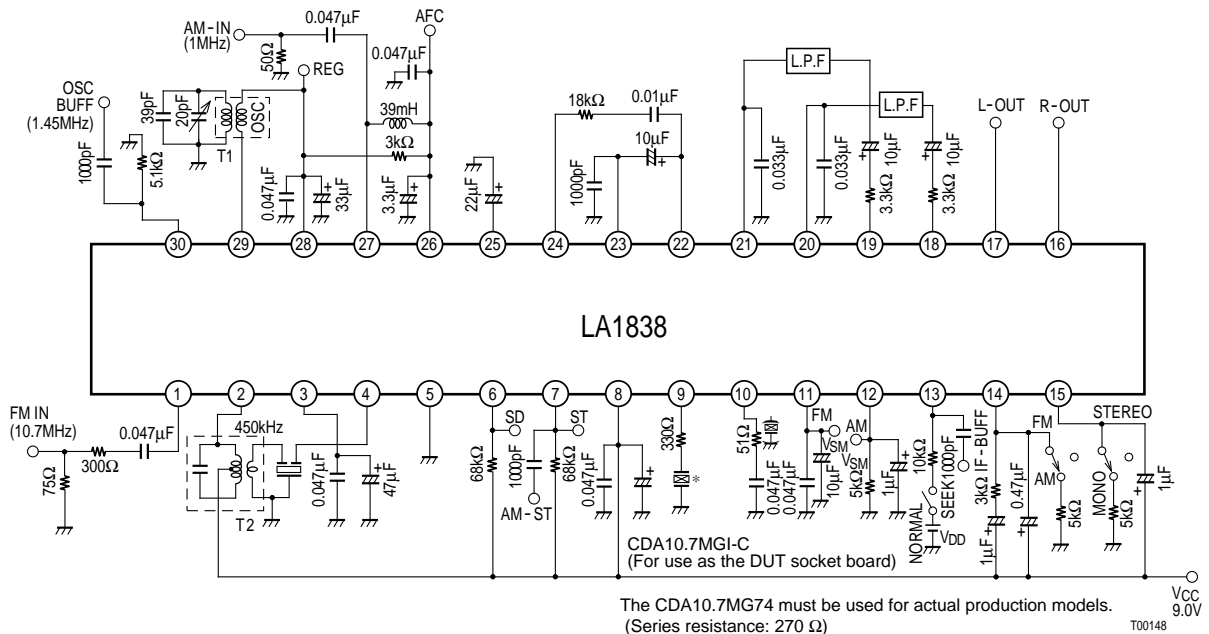 AM-IN
(1MHz)
0.047µF
AFC
50Ω
REG
0.047µF
OSC
BUFF
(1.45MHz)
39pF
20pF
OSC
T1
1000pF
5.1kΩ
39mH
3kΩ
0.047µF
33µF
3.3µF
22µF
18kΩ
0.01µF
10µF
1000pF
L.P.F
L.P.F
0.033µF
0.033µF
10µF
10µF
3.3kΩ
3.3kΩ
L-OUT
R-OUT
30 29 28 27 26 25 24 23 22 21 20 19 18 17 16
LA1838
1 2 3 4 5 6 7 8 9 10 11 12 13 14 15
FM IN
(10.7MHz)
0.047µF
300Ω
75Ω
450kHz
T2
0.047µF
47µF
SD
68kΩ
1000pF
AM-ST
ST
68kΩ
0.047µF
+
330Ω
*
51Ω
0.047µF
0.047µF
FM
VSM
10µF
AM
VSM
5kΩ
1µF
10kΩ
NORMAL
SEEK
1000pF
IF-BUFF
VDD
3kΩ
1µF
0.47µF
FM
AM
5kΩ
STEREO
MONO
5kΩ
1µF
CDA10.7MGI-C
(For use as the DUT socket board)
VCC
9.0V
The CDA10.7MG74 must be used for actual production models.
(Series resistance: 270 Ω)
T00148